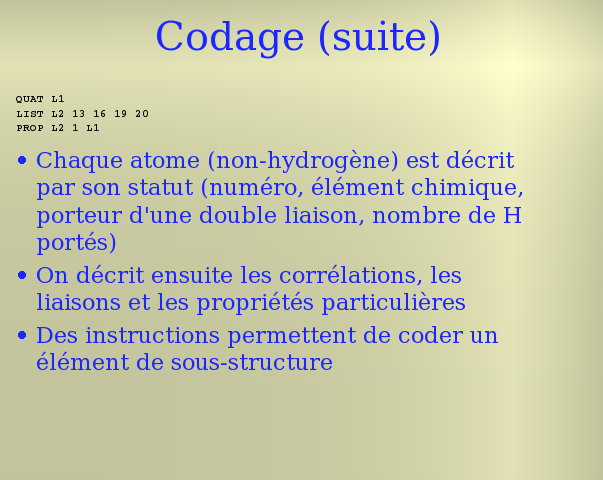 Codage (suite)
QUAT L1
LIST L2 13 16 19 20
PROP L2 1 L1
• Chaque atome (non-hydrogène) est décrit
par son statut (numéro, élément chimique,
porteur d'une double liaison, nombre de H
portés)
• On décrit ensuite les corrélations, les
liaisons et les propriétés particulières
• Des instructions permettent de coder un
élément de sous-structure